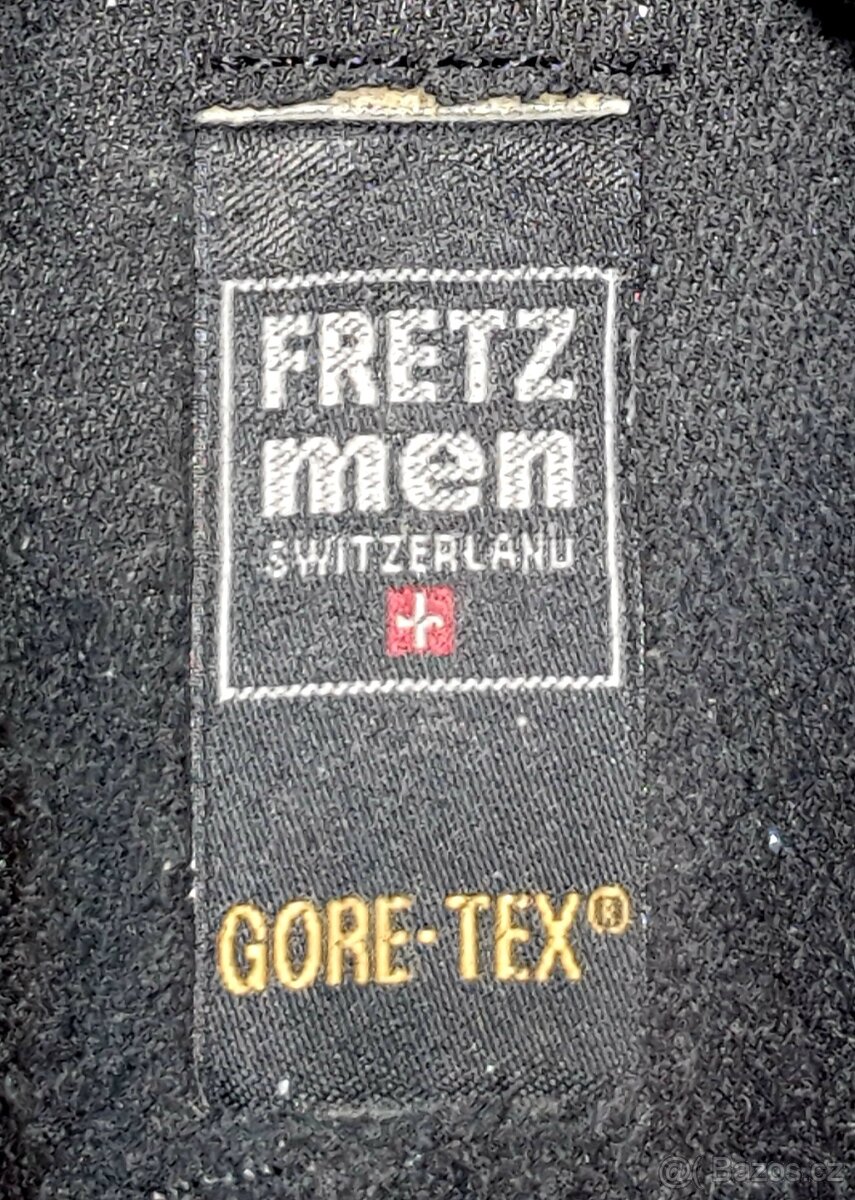 FRETZ
men
SWITZERLAND
GORE-TEX®
@( Bazos.cz